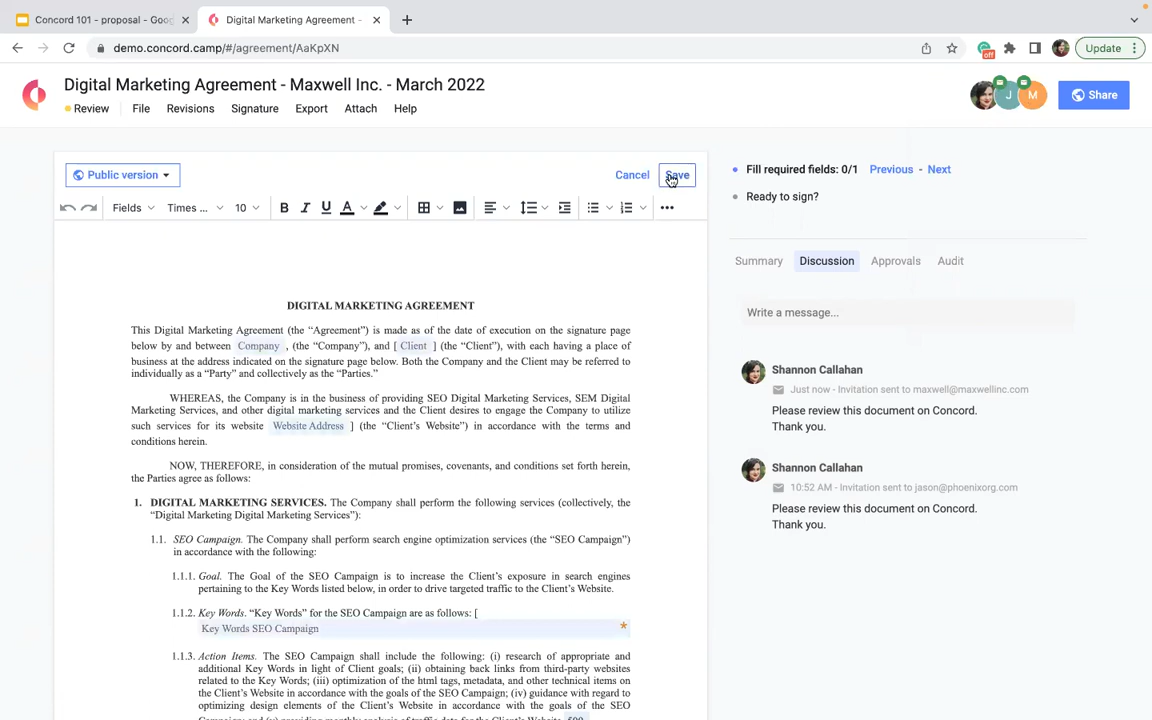 Concord 101 - proposal - Goo
Digital Marketing Agreement -
demo.concord.camp/#/agreement/AaKpXN
off
Update
Digital Marketing Agreement - Maxwell Inc. - March 2022
Review File Revisions Signature Export Attach Help
J M
Share
Public version
Cancel Save
Fields Times ... 10 B I U A
Fill required fields: 0/1 Previous - Next
Ready to sign?
Summary Discussion Approvals Audit
Write a message...
Shannon Callahan
Just now - Invitation sent to maxwell@maxwellinc.com
Please review this document on Concord.
Thank you.
Shannon Callahan
10:52 AM - Invitation sent to jason@phoenixorg.com
Please review this document on Concord.
Thank you.
DIGITAL MARKETING AGREEMENT
This Digital Marketing Agreement (the “Agreement”) is made as of the date of execution on the signature page
below by and between Company , (the “Company”), and [ Client ] (the “Client”), with each having a place of
business at the address indicated on the signature page below. Both the Company and the Client may be referred to
individually as a “Party” and collectively as the “Parties.”
WHEREAS, the Company is in the business of providing SEO Digital Marketing Services, SEM Digital
Marketing Services, and other digital marketing services and the Client desires to engage the Company to utilize
such services for its website Website Address ] (the “Client’s Website”) in accordance with the terms and
conditions herein.
NOW, THEREFORE, in consideration of the mutual promises, covenants, and conditions set forth herein,
the Parties agree as follows:
1. DIGITAL MARKETING SERVICES. The Company shall perform the following services (collectively, the
“Digital Marketing Digital Marketing Services”):
1.1. SEO Campaign. The Company shall perform search engine optimization services (the “SEO Campaign”)
in accordance with the following:
1.1.1. Goal. The Goal of the SEO Campaign is to increase the Client’s exposure in search engines
pertaining to the Key Words listed below, in order to drive targeted traffic to the Client’s Website.
1.1.2. Key Words. “Key Words” for the SEO Campaign are as follows: [
Key Words SEO Campaign *
1.1.3. Action Items. The SEO Campaign shall include the following: (i) research of appropriate and
additional Key Words in light of Client goals; (ii) obtaining back links from third-party websites
related to the Key Words; (iii) optimization of the html tags, metadata, and other technical items on
the Client’s Website in accordance with the goals of the SEO Campaign; (iv) guidance with regard to
optimizing design elements of the Client’s Website in accordance with the goals of the SEO
Campaign; and (v) providing monthly analysis of traffic data for the Client’s Website. 500